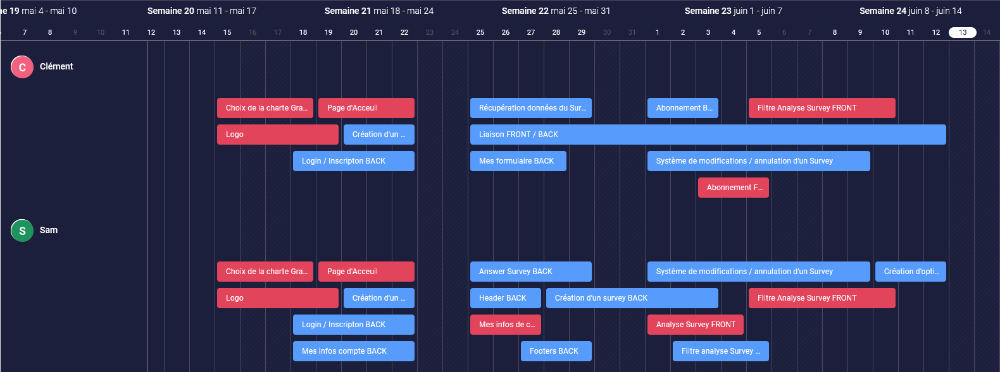 ne 19 mai 4 - mai 10 Semaine 20 mai 11 - mai 17 Semaine 21 mai 18 - mai 24 Semaine 22 mai 25 - mai 31 Semaine 23 juin 1 - juin 7 Semaine 24 juin 8 - juin 14
7 8 9 10 11 12 13 14 15 16 17 18 19 20 21 22 23 24 25 26 27 28 29 30 31 1 2 3 4 5 6 7 8 9 10 11 12 13 14
C Clément
Choix de la charte Gra... Page d'Acceuil Récupération données du Sur... Abonnement B... Filtre Analyse Survey FRONT
Logo Création d'un ... Liaison FRONT / BACK
Login / Inscripton BACK Mes formulaire BACK Système de modifications / annulation d'un Survey
Abonnement F...
S Sam
Choix de la charte Gra... Page d'Acceuil Answer Survey BACK Système de modifications / annulation d'un Survey Création d'opti...
Logo Création d'un ... Header BACK Création d'un survey BACK Filtre Analyse Survey FRONT
Login / Inscripton BACK Mes infos de c... Analyse Survey FRONT
Mes infos compte BACK Footers BACK Filtre analyse Survey ...